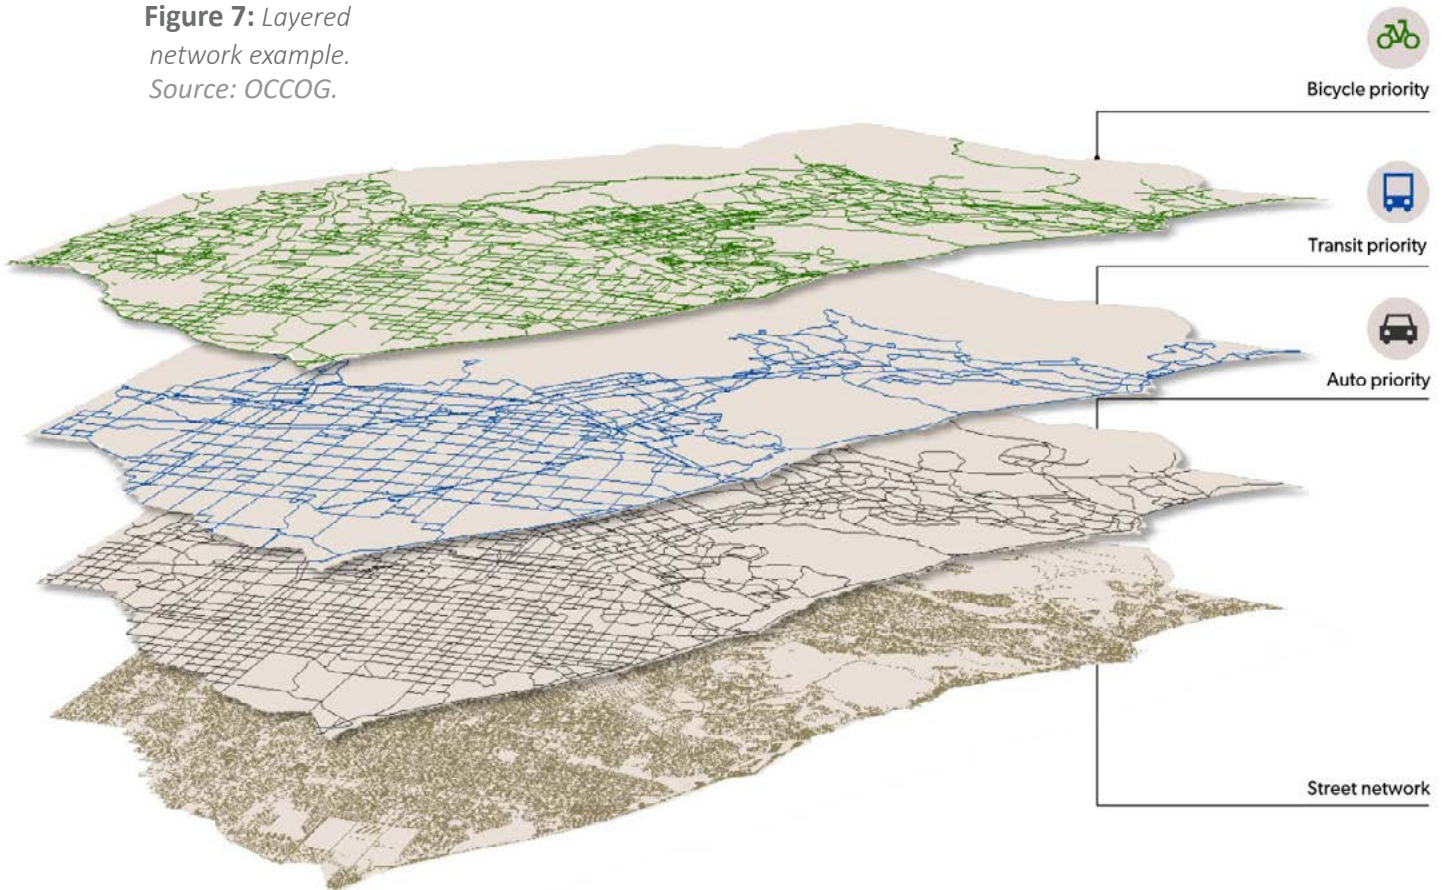 Figure 7: Layered
network example.
Source: OCCOG.
Bicycle priority
Transit priority
Auto priority
Street network